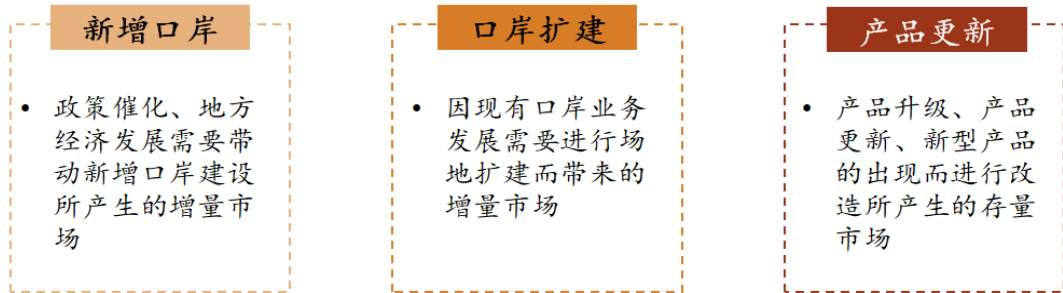 新增口岸
• 政策催化、地方
经济发展需要带
动新增口岸建设
所产生的增量市
场
口岸扩建
• 因现有口岸业务
发展需要进行场
地扩建而带来的
增量市场
产品更新
• 产品升级、产品
更新、新型产品
的出现而进行改
造所产生的存量
市场